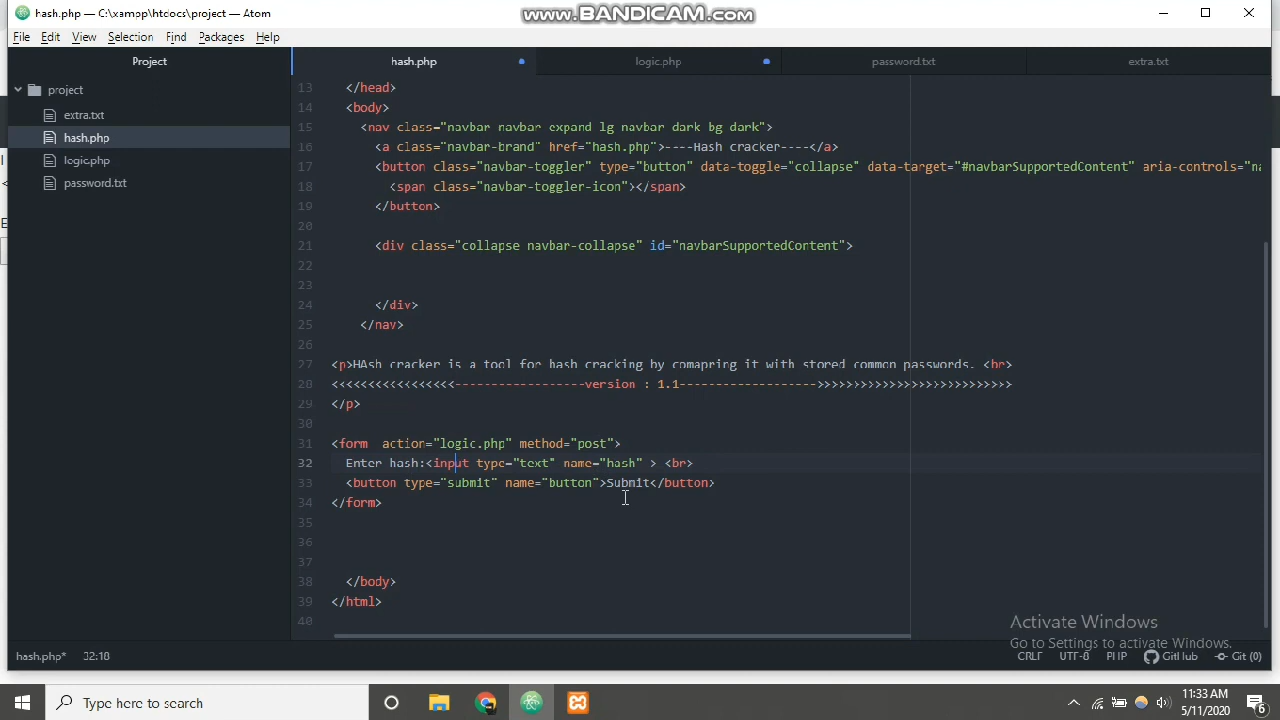 hash.php — C:\xampp\htdocs\project — Atom
www.BANDICAM.com
File Edit View Selection Find Packages Help
Project
hash.php
logic.php
password.txt
extra.txt
project
extra.txt
hash.php
logic.php
password.txt
13 </head>
14 <body>
15 <nav class="navbar navbar expand lg navbar dark bg dark">
16 <a class="navbar-brand" href="hash.php">----Hash cracker----</a>
17 <button class="navbar-toggler" type="button" data-toggle="collapse" data-target="#navbarSupportedContent" aria-controls="na
18 <span class="navbar-toggler-icon"></span>
19 </button>
20
21 <div class="collapse navbar-collapse" id="navbarSupportedContent">
22
23
24 </div>
25 </nav>
26
27 <p>HAsh cracker is a tool for hash cracking by comapring it with stored common passwords. <br>
28 <<<<<<<<<<<<<<<<<------------------version : 1.1------------------->>>>>>>>>>>>>>>>>>>>>>>>>>>
29 </p>
30
31 <form action="logic.php" method="post">
32 Enter hash:<input type="text" name="hash" > <br>
33 <button type="submit" name="button">Submit</button>
34 </form>
35
36
37
38 </body>
39 </html>
40
Activate Windows
Go to Settings to activate Windows.
hash.php* 32:18 CRLF UTF-8 PHP GitHub Git (0)
Type here to search
11:33 AM
5/11/2020
6